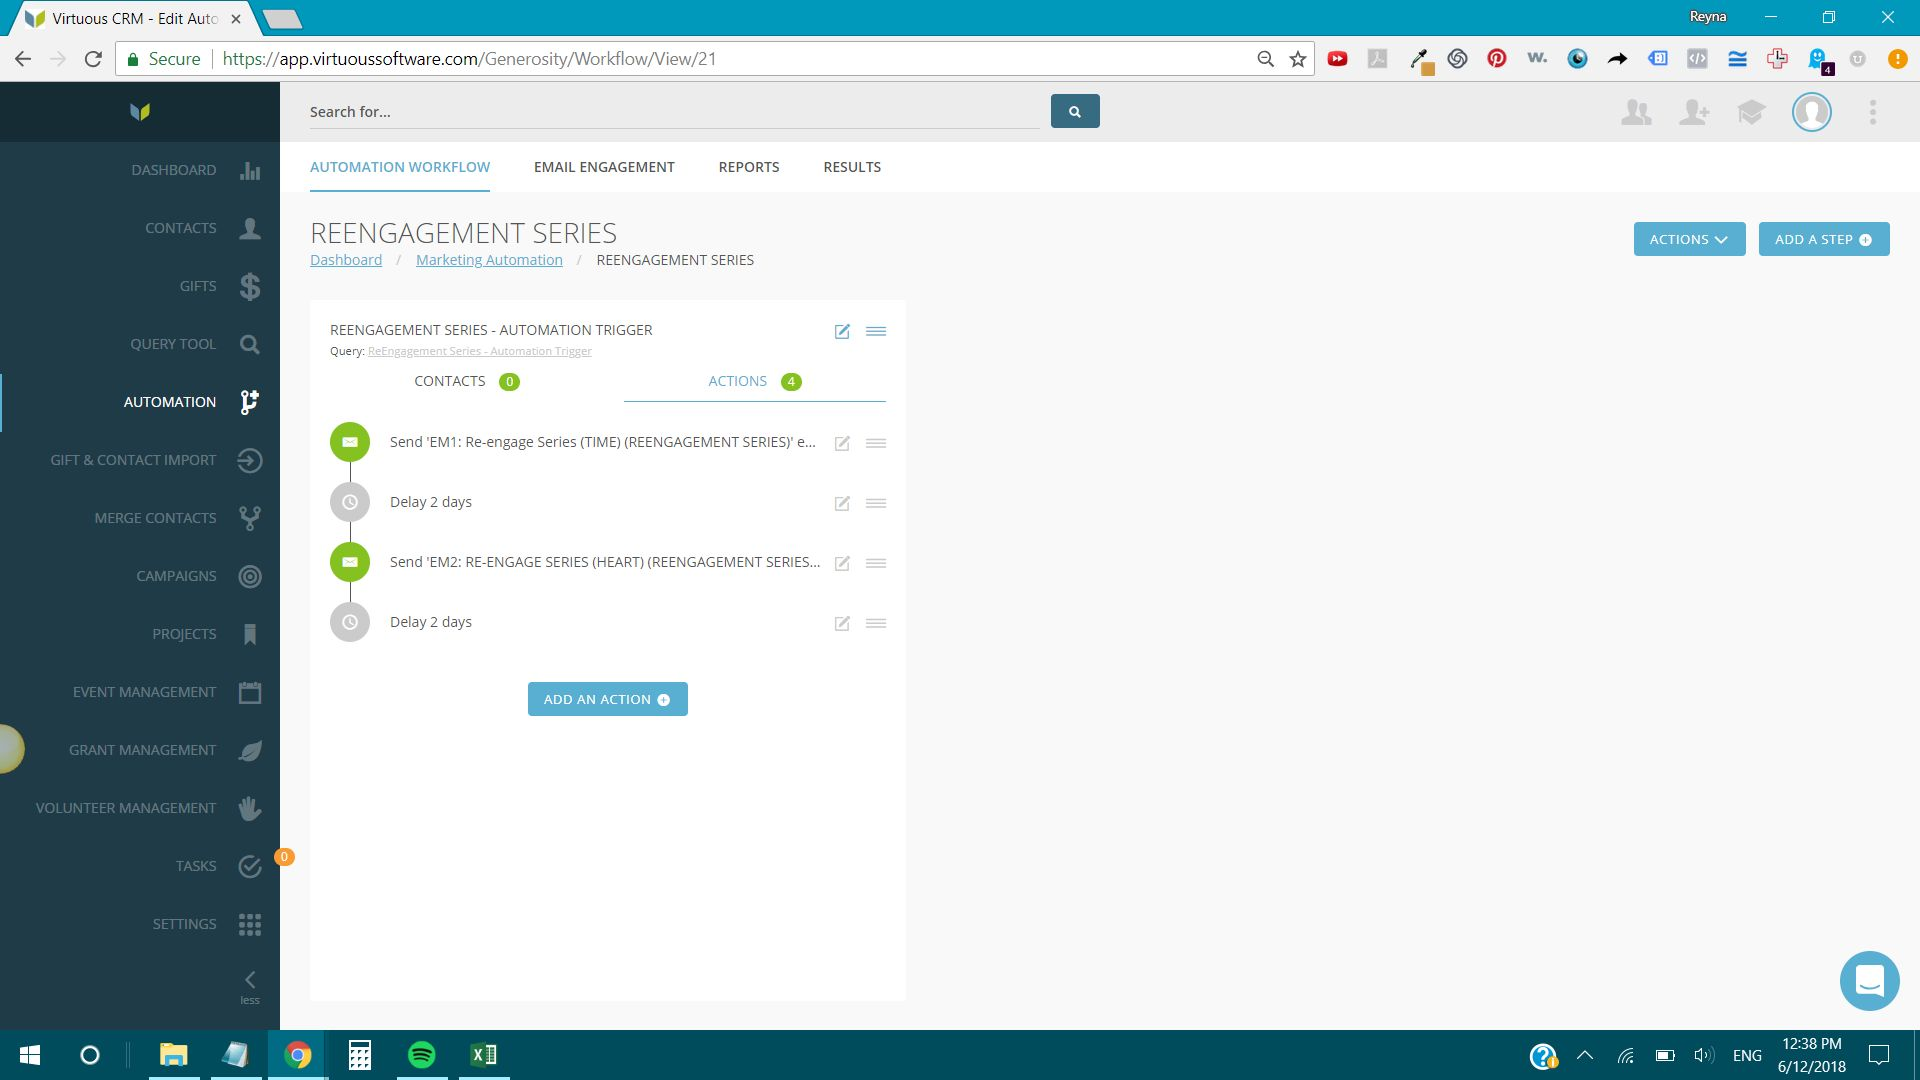 Virtuous CRM - Edit Auto
Reyna
Secure
https://app.virtuoussoftware.com/Generosity/Workflow/View/21
W.
4
Search for...
DASHBOARD
CONTACTS
GIFTS
QUERY TOOL
AUTOMATION
GIFT & CONTACT IMPORT
MERGE CONTACTS
CAMPAIGNS
PROJECTS
EVENT MANAGEMENT
GRANT MANAGEMENT
VOLUNTEER MANAGEMENT
TASKS
0
SETTINGS
less
AUTOMATION WORKFLOW
EMAIL ENGAGEMENT
REPORTS
RESULTS
REENGAGEMENT SERIES
Dashboard / Marketing Automation / REENGAGEMENT SERIES
ACTIONS
ADD A STEP
REENGAGEMENT SERIES - AUTOMATION TRIGGER
Query: ReEngagement Series - Automation Trigger
CONTACTS 0
ACTIONS 4
Send 'EM1: Re-engage Series (TIME) (REENGAGEMENT SERIES)' e...
Delay 2 days
Send 'EM2: RE-ENGAGE SERIES (HEART) (REENGAGEMENT SERIES...
Delay 2 days
ADD AN ACTION
ENG
12:38 PM
6/12/2018